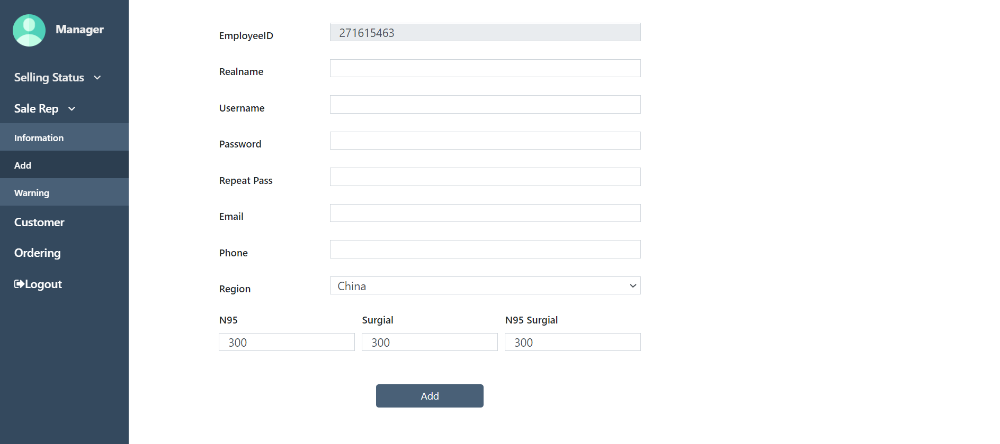 Manager
Selling Status
Sale Rep
Information
Add
Warning
Customer
Ordering
Logout
EmployeeID
271615463
Realname
Username
Password
Repeat Pass
Email
Phone
Region
China
N95 Surgial N95 Surgial
300 300 300
Add